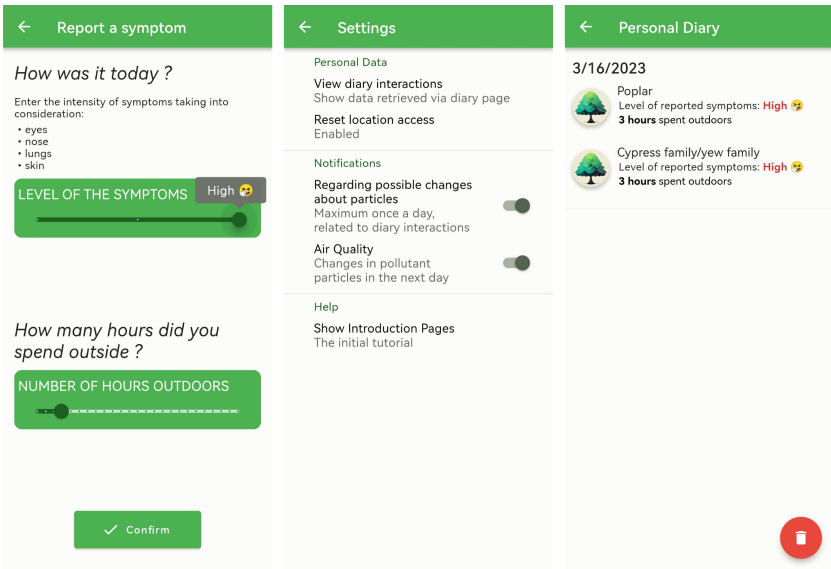 Report a symptom
How was it today ?
Enter the intensity of symptoms taking into
consideration:
• eyes
• nose
• lungs
• skin
LEVEL OF THE SYMPTOMS
High 🤧
How many hours did you
spend outside ?
NUMBER OF HOURS OUTDOORS
Confirm
Settings
Personal Data
View diary interactions
Show data retrieved via diary page
Reset location access
Enabled
Notifications
Regarding possible changes
about particles
Maximum once a day,
related to diary interactions
Air Quality
Changes in pollutant
particles in the next day
Help
Show Introduction Pages
The initial tutorial
Personal Diary
3/16/2023
Poplar
Level of reported symptoms: High 🤧
3 hours spent outdoors
Cypress family/yew family
Level of reported symptoms: High 🤧
3 hours spent outdoors